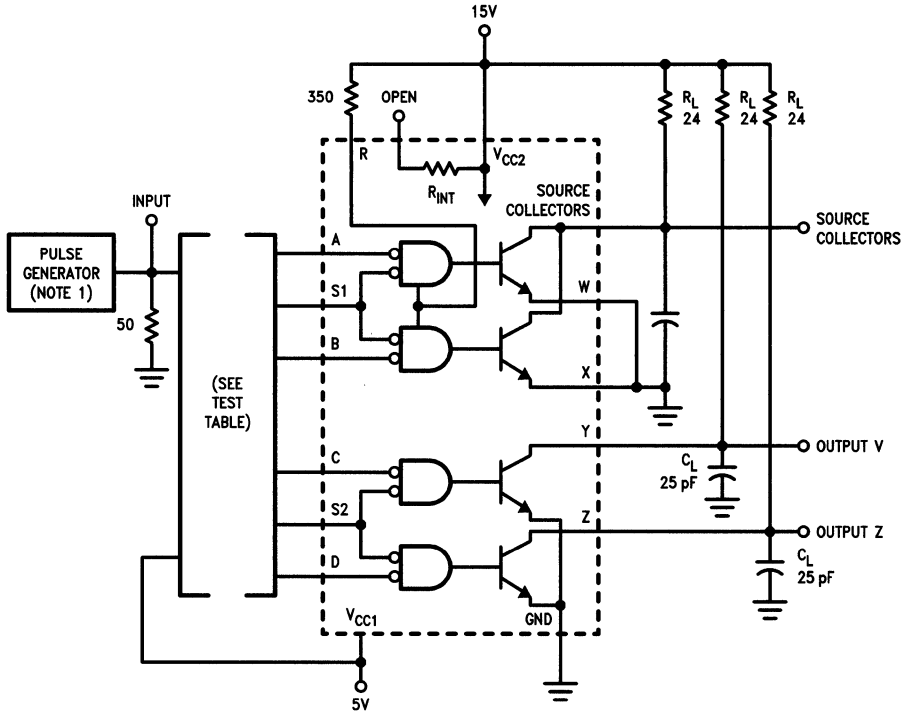 15V
350
OPEN
R_L
24
R_L
24
R_L
24
R
V_CC2
R_INT
INPUT
SOURCE
COLLECTORS
SOURCE
COLLECTORS
PULSE
GENERATOR
(NOTE 1)
A
W
S1
50
B
X
(SEE
TEST
TABLE)
Y
OUTPUT V
C
C_L
25 pF
S2
Z
OUTPUT Z
D
C_L
25 pF
V_CC1
GND
5V